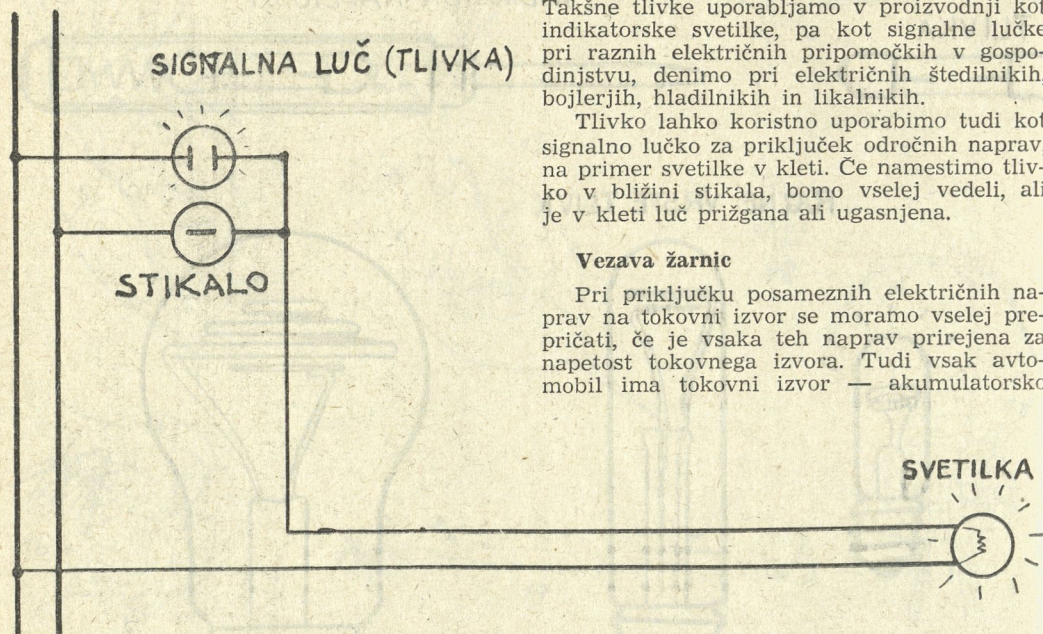 SIGNALNA LUČ (TLIVKA)
STIKALO
Takšne tlivke uporabljamo v proizvodnji kot
indikatorske svetilke, pa kot signalne lučke
pri raznih električnih pripomočkih v gospo-
dinjstvu, denimo pri električnih štedilnikih,
bojlerjih, hladilnikih in likalnikih.
Tlivko lahko koristno uporabimo tudi kot
signalno lučko za priključek odročnih naprav,
na primer svetilke v kleti. Če namestimo tliv-
ko v bližini stikala, bomo vselej vedeli, ali
je v kleti luč prižgana ali ugasnjena.
Vezava žarnic
Pri priključku posameznih električnih na-
prav na tokovni izvor se moramo vselej pre-
pričati, če je vsaka teh naprav prirejena za
napetost tokovnega izvora. Tudi vsak avto-
mobil ima tokovni izvor — akumulatorsko
SVETILKA